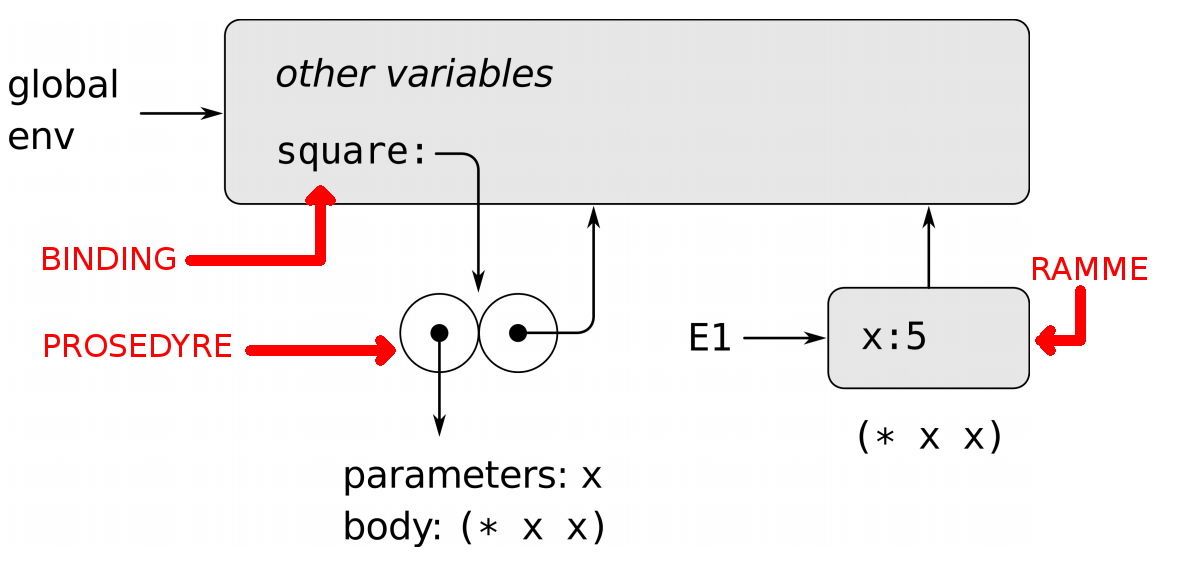 global
env
other variables
square:
BINDING
PROSEDYRE
RAMME
E1
x:5
(* x x)
parameters: x
body: (* x x)